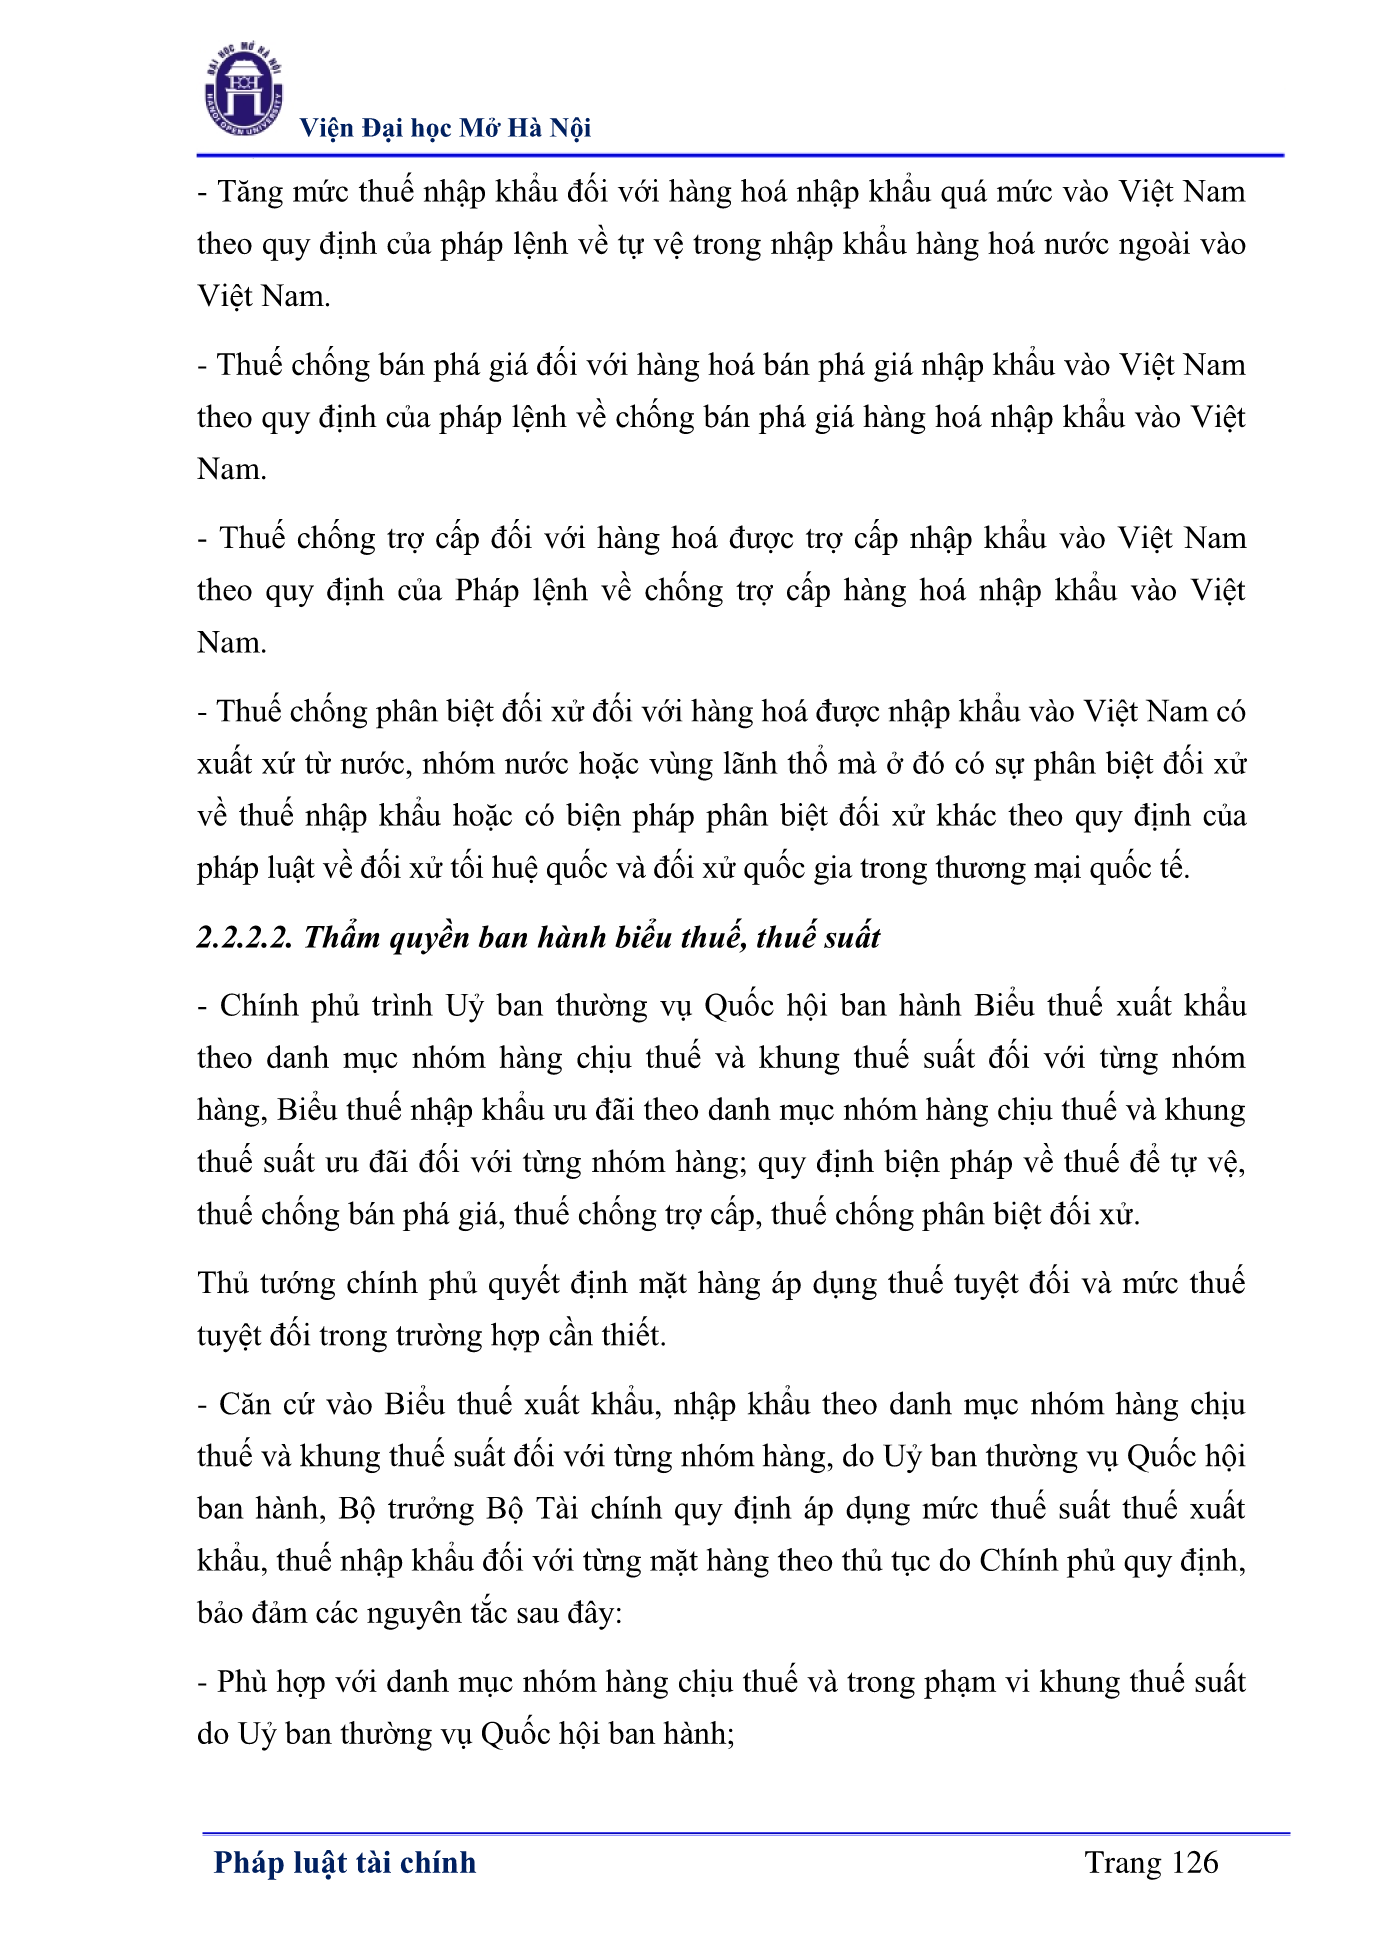 ĐẠI HỌC MỞ HÀ NỘI
HANOI OPEN UNIVERSITY
Viện Đại học Mở Hà Nội
- Tăng mức thuế nhập khẩu đối với hàng hoá nhập khẩu quá mức vào Việt Nam
theo quy định của pháp lệnh về tự vệ trong nhập khẩu hàng hoá nước ngoài vào
Việt Nam.
- Thuế chống bán phá giá đối với hàng hoá bán phá giá nhập khẩu vào Việt Nam
theo quy định của pháp lệnh về chống bán phá giá hàng hoá nhập khẩu vào Việt
Nam.
- Thuế chống trợ cấp đối với hàng hoá được trợ cấp nhập khẩu vào Việt Nam
theo quy định của Pháp lệnh về chống trợ cấp hàng hoá nhập khẩu vào Việt
Nam.
- Thuế chống phân biệt đối xử đối với hàng hoá được nhập khẩu vào Việt Nam có
xuất xứ từ nước, nhóm nước hoặc vùng lãnh thổ mà ở đó có sự phân biệt đối xử
về thuế nhập khẩu hoặc có biện pháp phân biệt đối xử khác theo quy định của
pháp luật về đối xử tối huệ quốc và đối xử quốc gia trong thương mại quốc tế.
2.2.2.2. Thẩm quyền ban hành biểu thuế, thuế suất
- Chính phủ trình Uỷ ban thường vụ Quốc hội ban hành Biểu thuế xuất khẩu
theo danh mục nhóm hàng chịu thuế và khung thuế suất đối với từng nhóm
hàng, Biểu thuế nhập khẩu ưu đãi theo danh mục nhóm hàng chịu thuế và khung
thuế suất ưu đãi đối với từng nhóm hàng; quy định biện pháp về thuế để tự vệ,
thuế chống bán phá giá, thuế chống trợ cấp, thuế chống phân biệt đối xử.
Thủ tướng chính phủ quyết định mặt hàng áp dụng thuế tuyệt đối và mức thuế
tuyệt đối trong trường hợp cần thiết.
- Căn cứ vào Biểu thuế xuất khẩu, nhập khẩu theo danh mục nhóm hàng chịu
thuế và khung thuế suất đối với từng nhóm hàng, do Uỷ ban thường vụ Quốc hội
ban hành, Bộ trưởng Bộ Tài chính quy định áp dụng mức thuế suất thuế xuất
khẩu, thuế nhập khẩu đối với từng mặt hàng theo thủ tục do Chính phủ quy định,
bảo đảm các nguyên tắc sau đây:
- Phù hợp với danh mục nhóm hàng chịu thuế và trong phạm vi khung thuế suất
do Uỷ ban thường vụ Quốc hội ban hành;
Pháp luật tài chính Trang 126